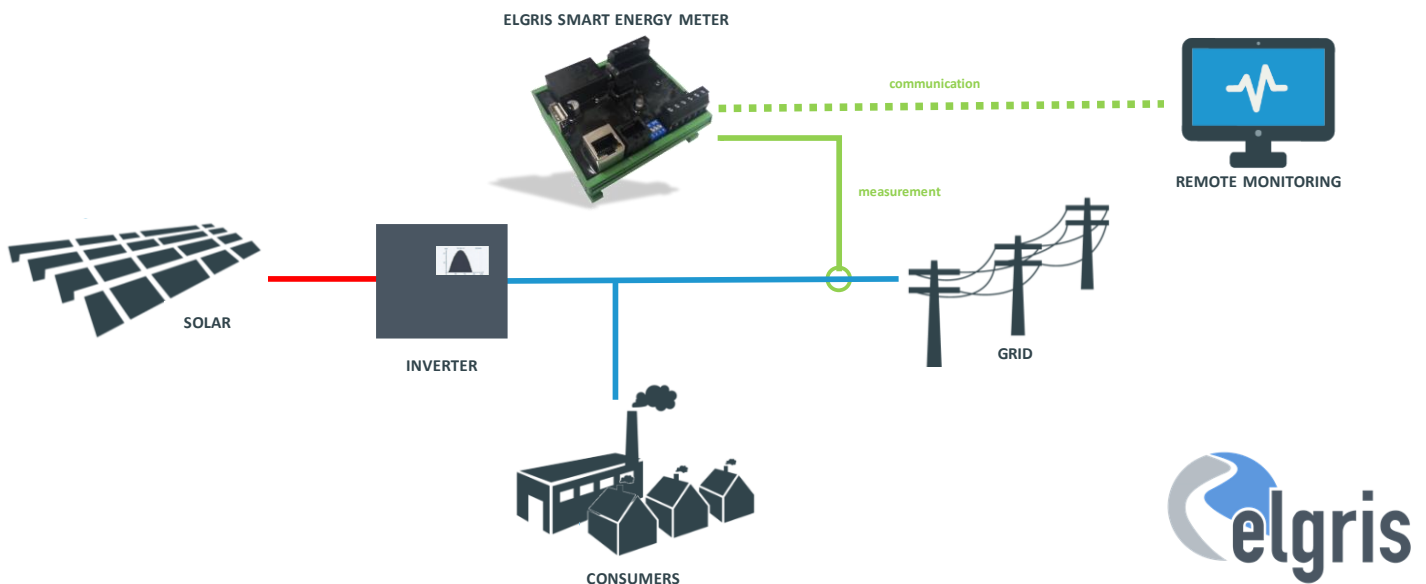 ELGRIS SMART ENERGY METER
communication
REMOTE MONITORING
measurement
SOLAR
INVERTER
GRID
CONSUMERS
elgris